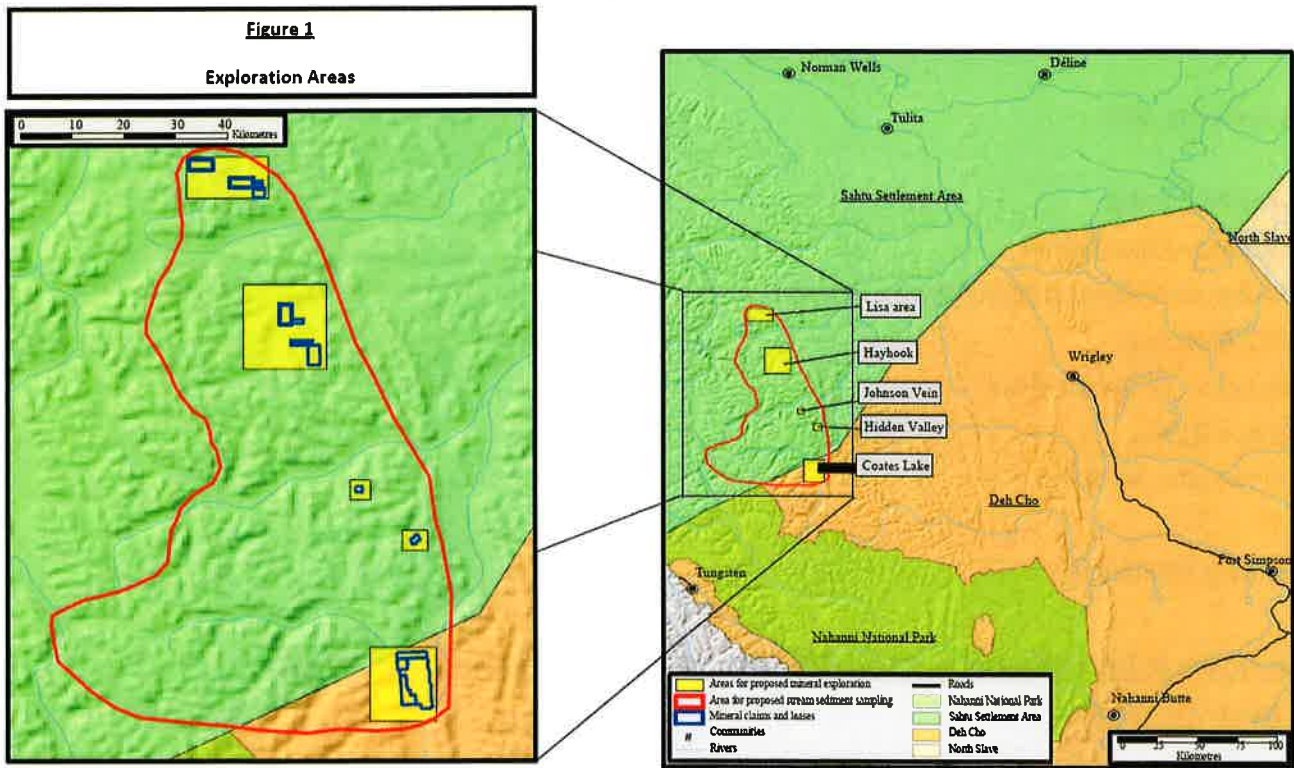 Figure 1
Exploration Areas
0 10 20 30 40
Kilometres
Norman Wells
Déline
Tulita
Sahtu Settlement Area
North Slave
Lisa area
Hayhook
Wrigley
Johnson Vein
Hidden Valley
Coates Lake
Deh Cho
Fort Simpson
Tungsten
Nahanni National Park
Nahanni Butte
Areas for proposed mineral exploration
Area for proposed stream sediment sampling
Mineral claims and leases
# Communities
Rivers
Roads
Nahanni National Park
Sahtu Settlement Area
Deh Cho
North Slave
0 25 50 75 100
Kilometres